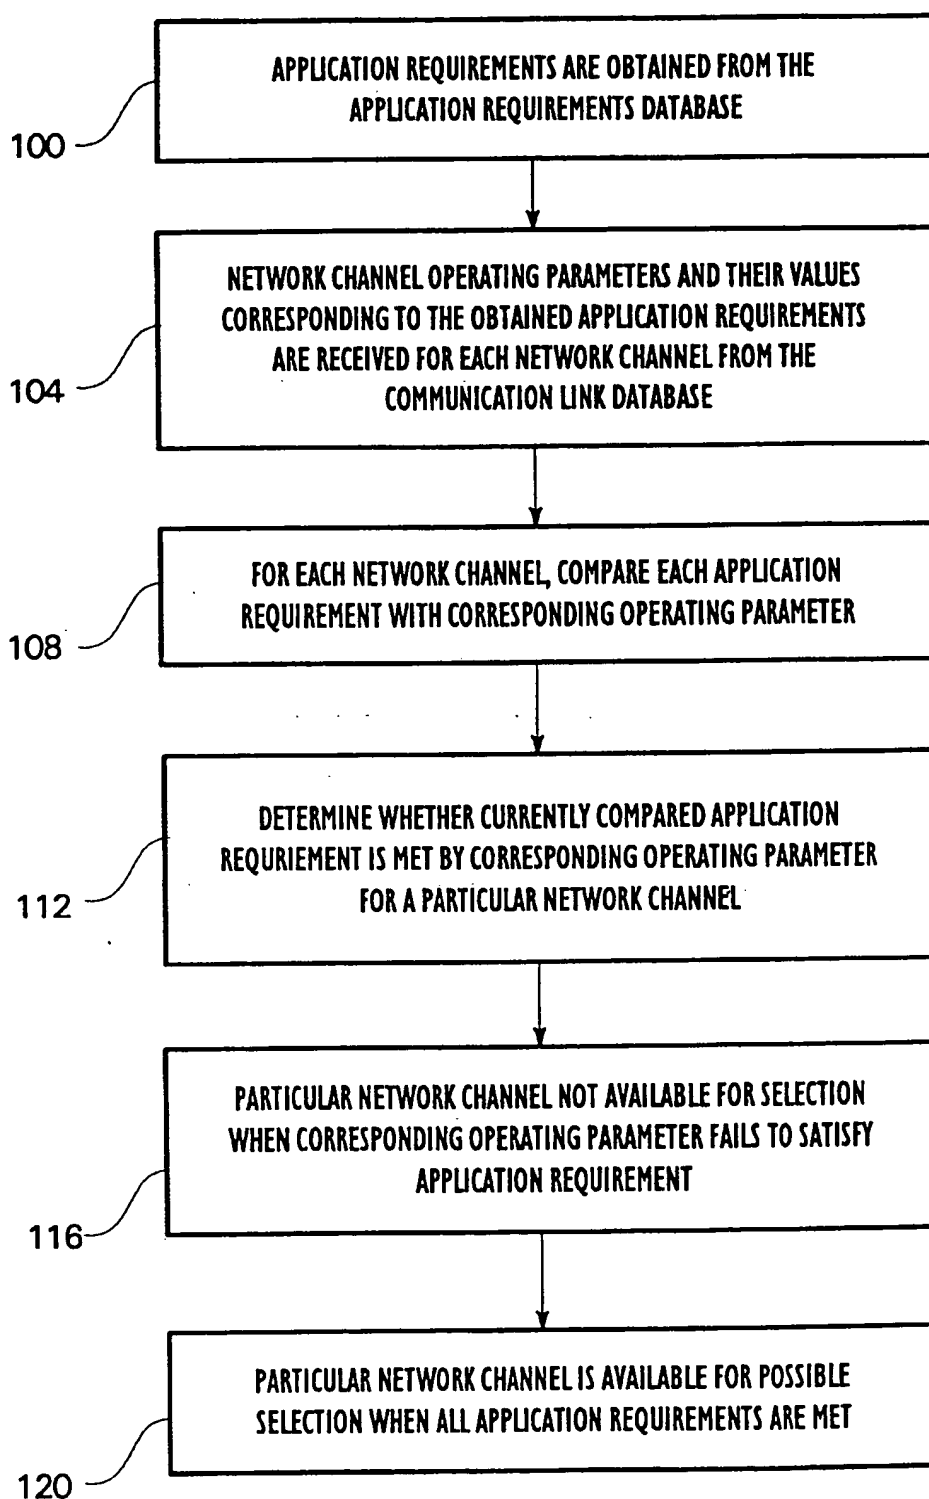 APPLICATION REQUIREMENTS ARE OBTAINED FROM THE
APPLICATION REQUIREMENTS DATABASE
100
NETWORK CHANNEL OPERATING PARAMETERS AND THEIR VALUES
CORRESPONDING TO THE OBTAINED APPLICATION REQUIREMENTS
ARE RECEIVED FOR EACH NETWORK CHANNEL FROM THE
COMMUNICATION LINK DATABASE
104
FOR EACH NETWORK CHANNEL, COMPARE EACH APPLICATION
REQUIREMENT WITH CORRESPONDING OPERATING PARAMETER
108
DETERMINE WHETHER CURRENTLY COMPARED APPLICATION
REQURIEMENT IS MET BY CORRESPONDING OPERATING PARAMETER
FOR A PARTICULAR NETWORK CHANNEL
112
PARTICULAR NETWORK CHANNEL NOT AVAILABLE FOR SELECTION
WHEN CORRESPONDING OPERATING PARAMETER FAILS TO SATISFY
APPLICATION REQUIREMENT
116
PARTICULAR NETWORK CHANNEL IS AVAILABLE FOR POSSIBLE
SELECTION WHEN ALL APPLICATION REQUIREMENTS ARE MET
120